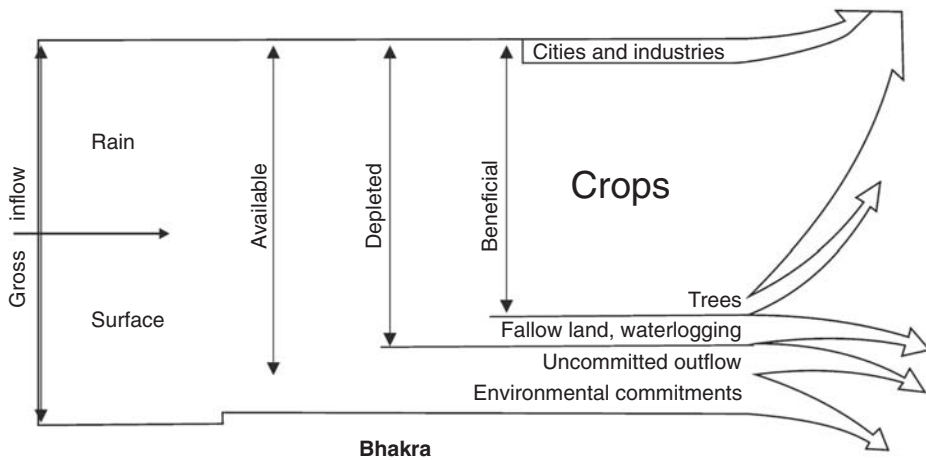 Cities and industries
Rain
Crops
Gross inflow
Available
Depleted
Beneficial
Surface
Trees
Fallow land, waterlogging
Uncommitted outflow
Environmental commitments
Bhakra